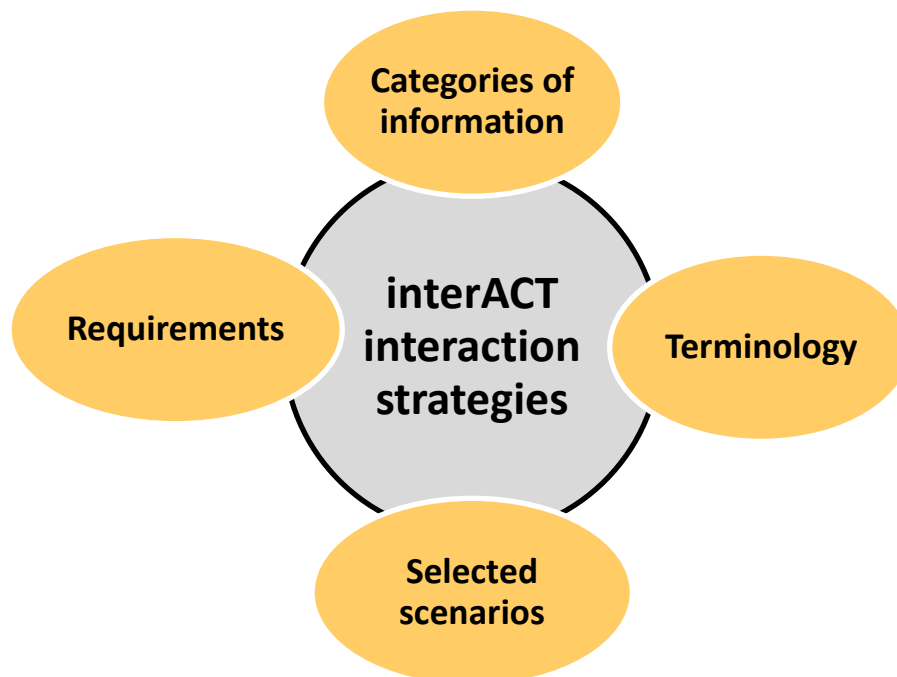 Categories of
information
Requirements
interACT
interaction
strategies
Terminology
Selected
scenarios